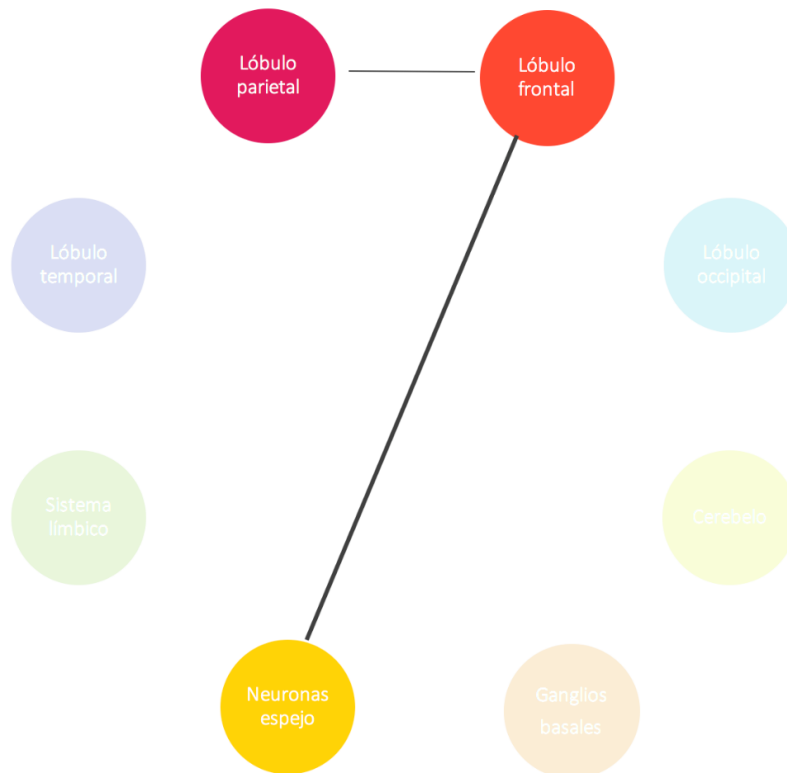 Lóbulo
parietal
Lóbulo
frontal
Lóbulo
temporal
Lóbulo
occipital
Sistema
límbico
Cerebelo
Neuronas
espejo
Ganglios
basales